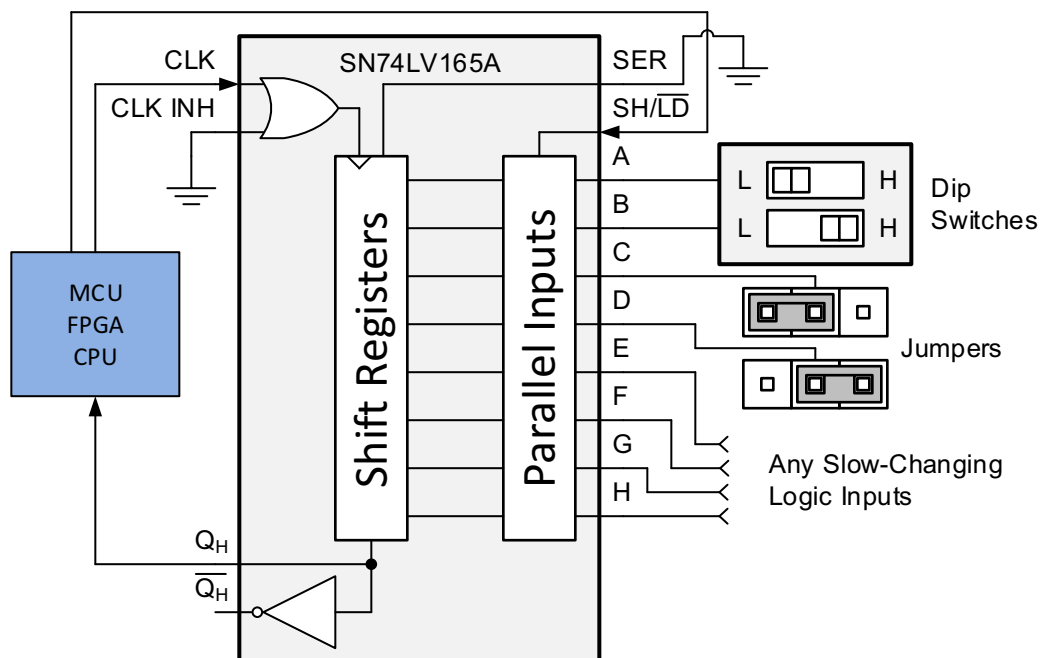 SN74LV165A
CLK
CLK INH
SER
SH/LD
A
B
C
D
E
F
G
H
L H
L H
Dip
Switches
Jumpers
Any Slow-Changing
Logic Inputs
MCU
FPGA
CPU
Shift Registers
Parallel Inputs
QH
QH